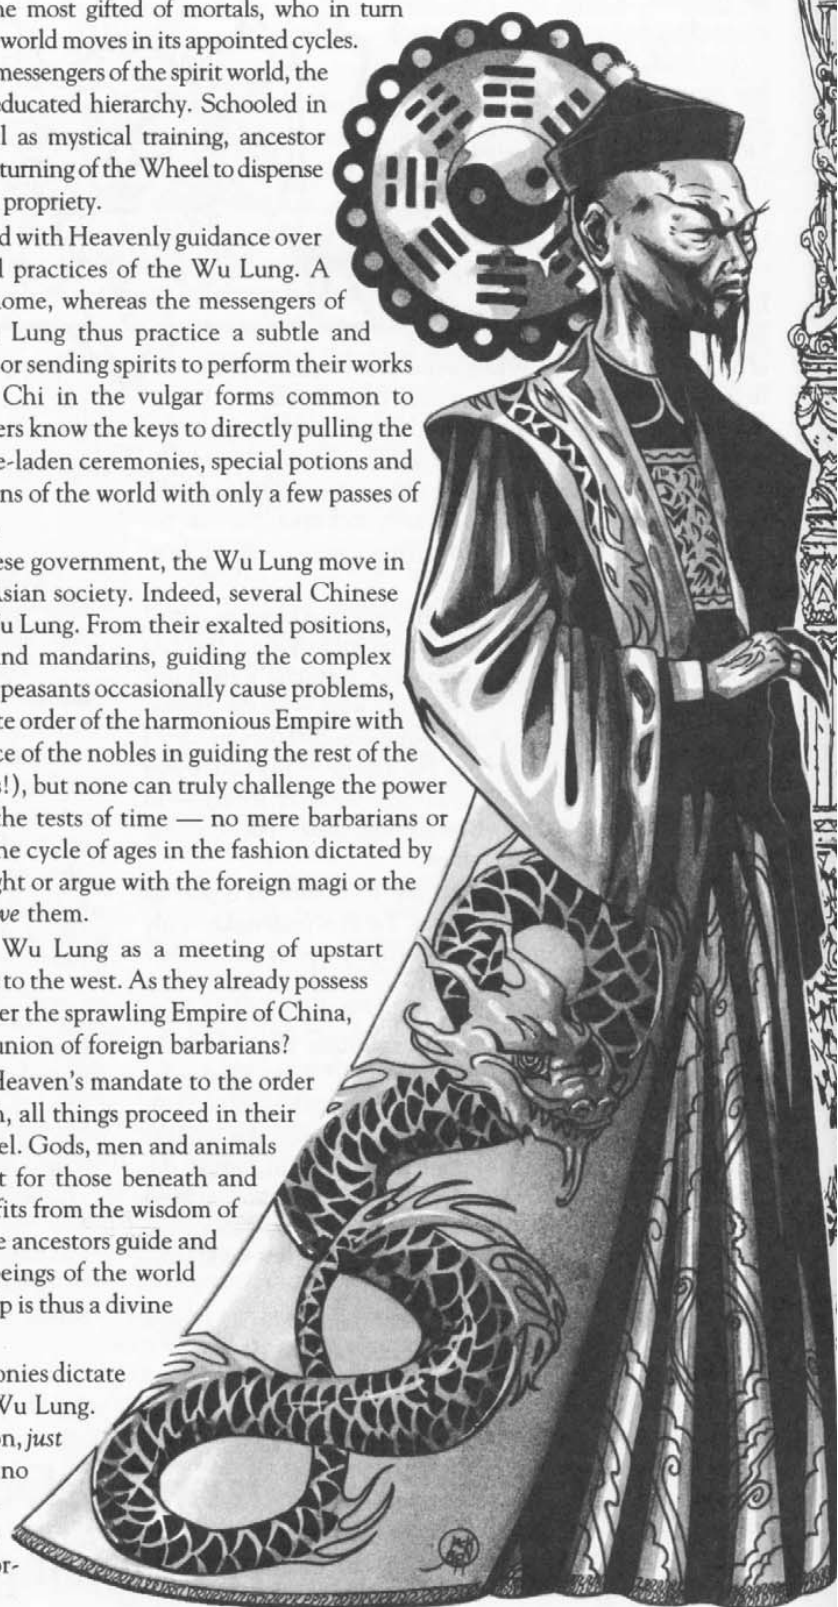 ne most gifted of mortals, who in turn
world moves in its appointed cycles.
messengers of the spirit world, the
educated hierarchy. Schooled in
l as mystical training, ancestor
turning of the Wheel to dispense
propriety.
d with Heavenly guidance over
l practices of the Wu Lung. A
ome, whereas the messengers of
Lung thus practice a subtle and
or sending spirits to perform their works
Chi in the vulgar forms common to
ers know the keys to directly pulling the
e-laden ceremonies, special potions and
ns of the world with only a few passes of
ese government, the Wu Lung move in
Asian society. Indeed, several Chinese
u Lung. From their exalted positions,
nd mandarins, guiding the complex
peasants occasionally cause problems,
te order of the harmonious Empire with
ce of the nobles in guiding the rest of the
s!), but none can truly challenge the power
the tests of time — no mere barbarians or
he cycle of ages in the fashion dictated by
ght or argue with the foreign magi or the
ve them.
Wu Lung as a meeting of upstart
to the west. As they already possess
er the sprawling Empire of China,
union of foreign barbarians?
Heaven's mandate to the order
n, all things proceed in their
el. Gods, men and animals
t for those beneath and
fits from the wisdom of
e ancestors guide and
eings of the world
p is thus a divine
onies dictate
Wu Lung.
n, just
no
or-